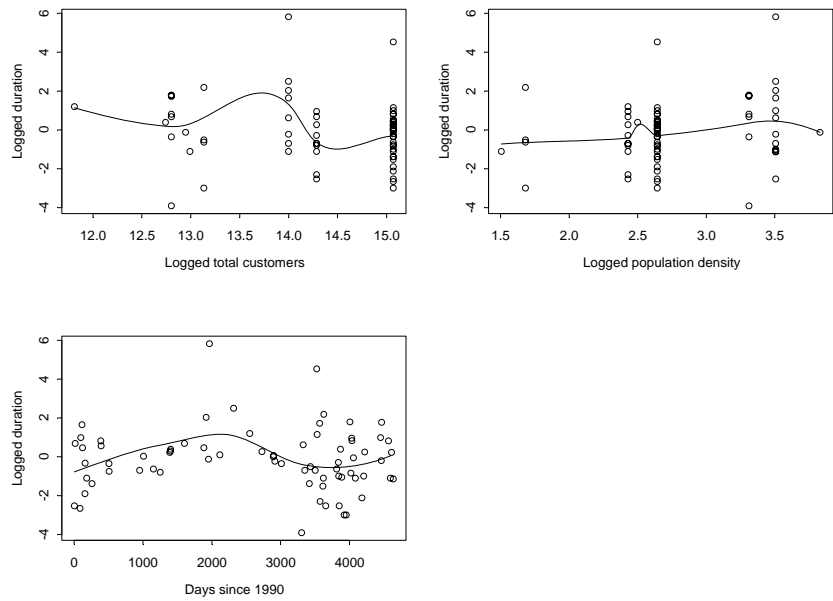 6
4
2
0
-2
-4
Logged duration
12.0 12.5 13.0 13.5 14.0 14.5 15.0
Logged total customers
6
4
2
0
-2
-4
Logged duration
1.5 2.0 2.5 3.0 3.5
Logged population density
6
4
2
0
-2
-4
Logged duration
0 1000 2000 3000 4000
Days since 1990